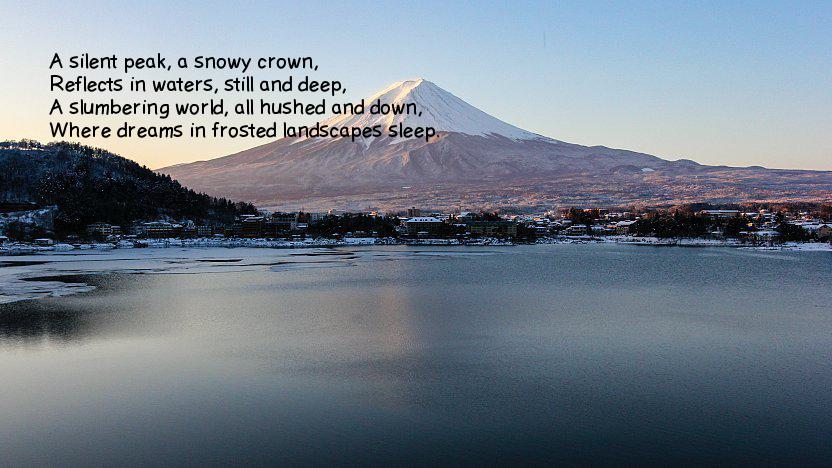 A silent peak, a snowy crown,
Reflects in waters, still and deep,
A slumbering world, all hushed and down,
Where dreams in frosted landscapes sleep.